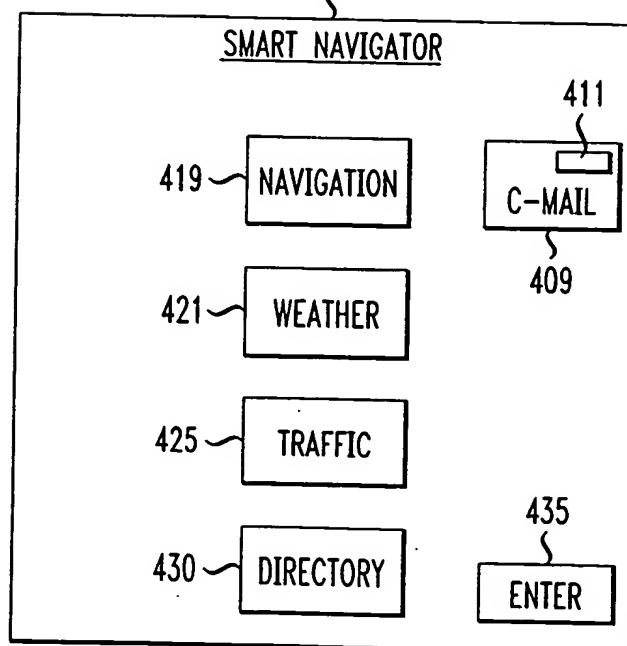 SMART NAVIGATOR
411
419 NAVIGATION
C-MAIL
409
421 WEATHER
425 TRAFFIC
435
430 DIRECTORY
ENTER